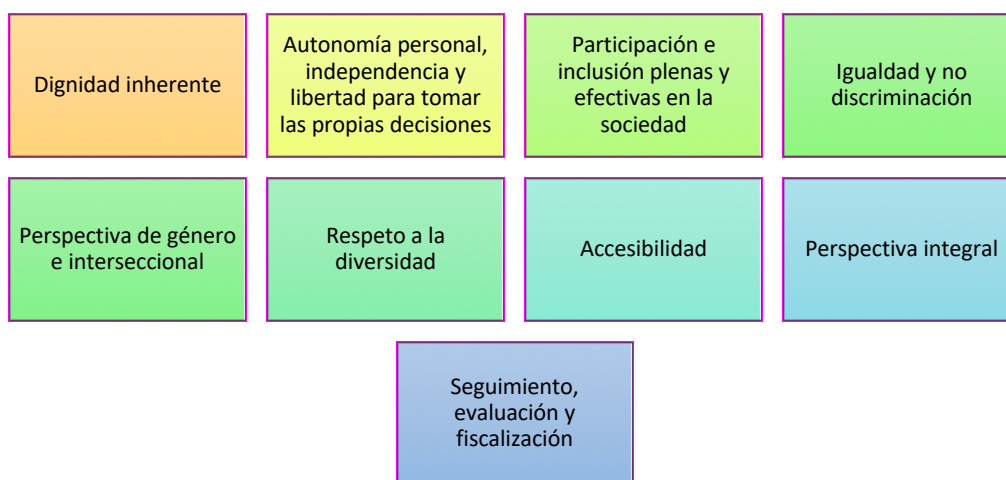 Dignidad inherente
Autonomía personal,
independencia y
libertad para tomar
las propias decisiones
Participación e
inclusión plenas y
efectivas en la
sociedad
Igualdad y no
discriminación
Perspectiva de género
e interseccional
Respeto a la
diversidad
Accesibilidad
Perspectiva integral
Seguimiento,
evaluación y
fiscalización